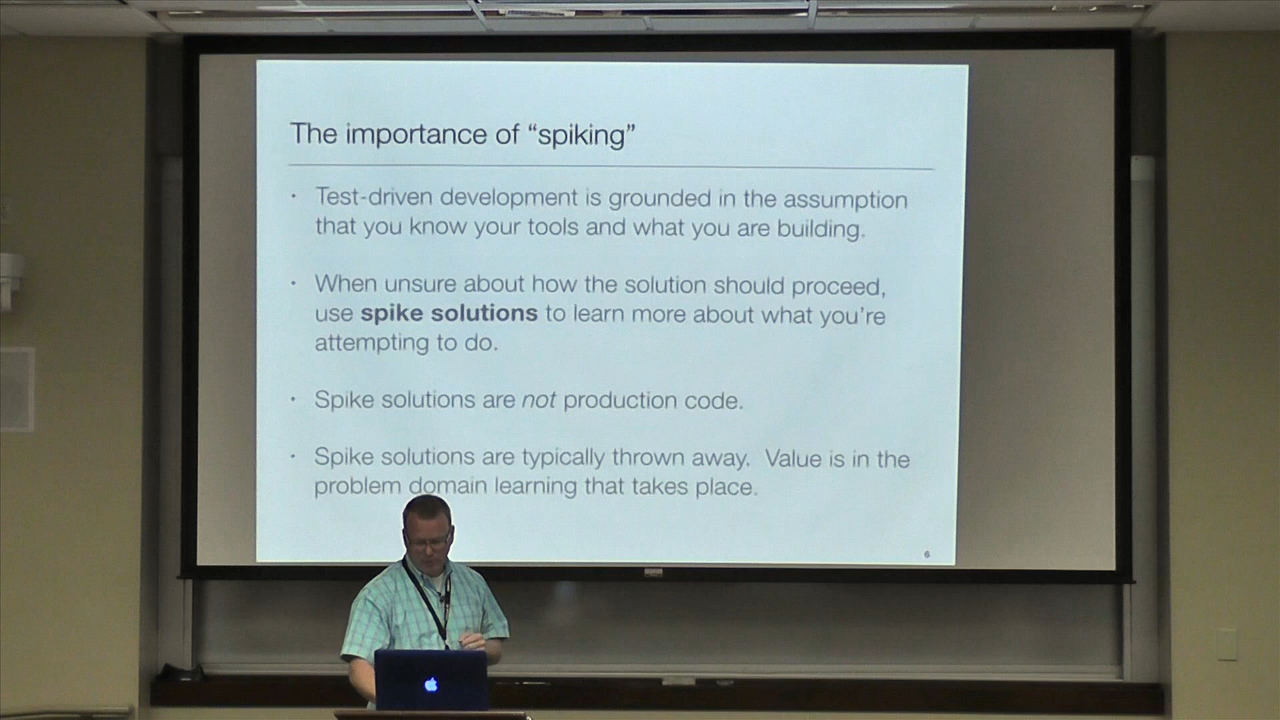 The importance of “spiking”
• Test-driven development is grounded in the assumption
that you know your tools and what you are building.
• When unsure about how the solution should proceed,
use spike solutions to learn more about what you’re
attempting to do.
• Spike solutions are not production code.
• Spike solutions are typically thrown away.  Value is in the
problem domain learning that takes place.
6